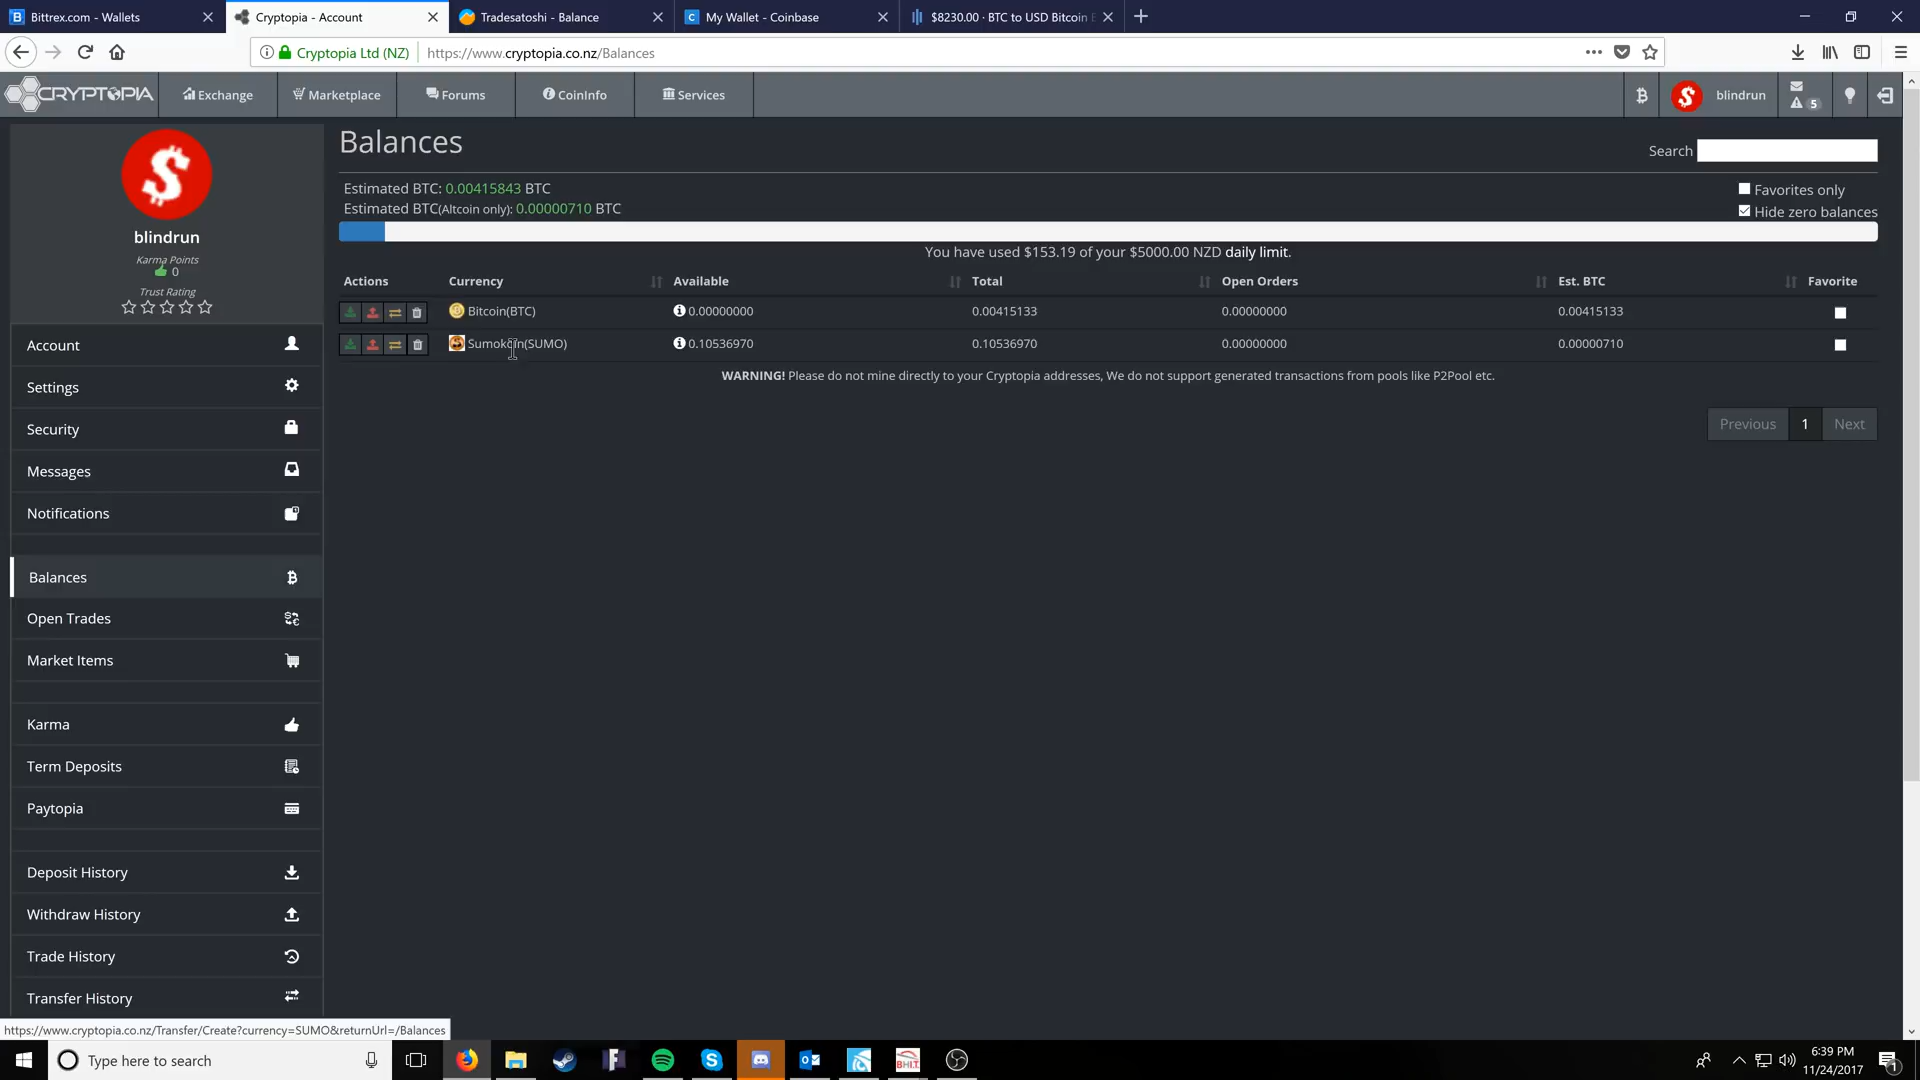 Bittrex.com - Wallets
Cryptopia - Account
Tradesatoshi - Balance
My Wallet - Coinbase
$8230.00 · BTC to USD Bitcoin
Cryptopia Ltd (NZ)
https://www.cryptopia.co.nz/Balances
CRYPTOPIA
Exchange
Marketplace
Forums
CoinInfo
Services
blindrun
5
blindrun
Karma Points
0
Trust Rating
Account
Settings
Security
Messages
Notifications
Balances
Open Trades
Market Items
Karma
Term Deposits
Paytopia
Deposit History
Withdraw History
Trade History
Transfer History
Balances
Search
Estimated BTC: 0.00415843 BTC
Estimated BTC(Altcoin only): 0.00000710 BTC
Favorites only
Hide zero balances
You have used $153.19 of your $5000.00 NZD daily limit.
Actions Currency Available Total Open Orders Est. BTC Favorite
Bitcoin(BTC) 0.00000000 0.00415133 0.00000000 0.00415133
Sumokoin(SUMO) 0.10536970 0.10536970 0.00000000 0.00000710
WARNING! Please do not mine directly to your Cryptopia addresses, We do not support generated transactions from pools like P2Pool etc.
Previous 1 Next
https://www.cryptopia.co.nz/Transfer/Create?currency=SUMO&returnUrl=/Balances
Type here to search
6:39 PM
11/24/2017
1